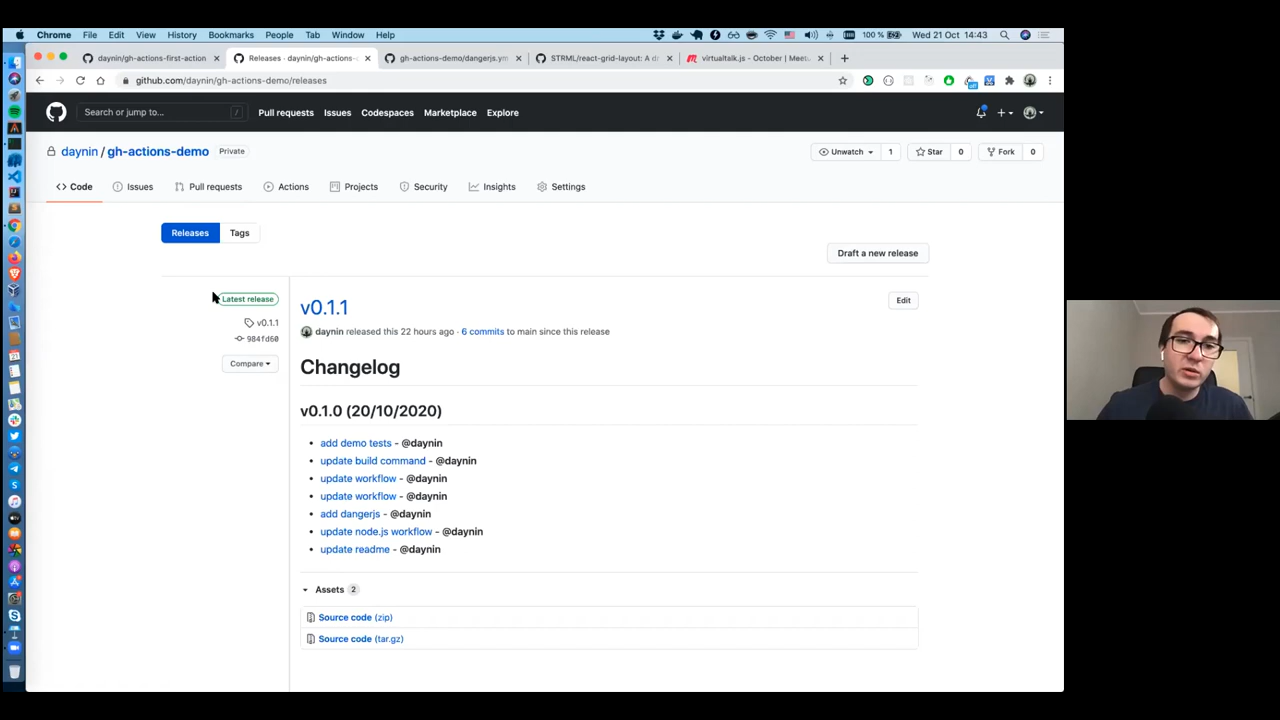 Chrome File Edit View History Bookmarks People Tab Window Help
100 % Wed 21 Oct 14:43
daynin/gh-actions-first-action × Releases · daynin/gh-actions- × gh-actions-demo/dangerjs.ym × STRML/react-grid-layout: A d × virtualtalk.js - October | Meetu × +
github.com/daynin/gh-actions-demo/releases
Search or jump to... / Pull requests Issues Codespaces Marketplace Explore
daynin / gh-actions-demo Private Unwatch 1 Star 0 Fork 0
<> Code Issues Pull requests Actions Projects Security Insights Settings
Releases Tags
Draft a new release
Latest release
v0.1.1
984fd60
Compare
v0.1.1
Edit
daynin released this 22 hours ago · 6 commits to main since this release
Changelog
v0.1.0 (20/10/2020)
• add demo tests - @daynin
• update build command - @daynin
• update workflow - @daynin
• update workflow - @daynin
• add dangerjs - @daynin
• update node.js workflow - @daynin
• update readme - @daynin
Assets 2
Source code (zip)
Source code (tar.gz)